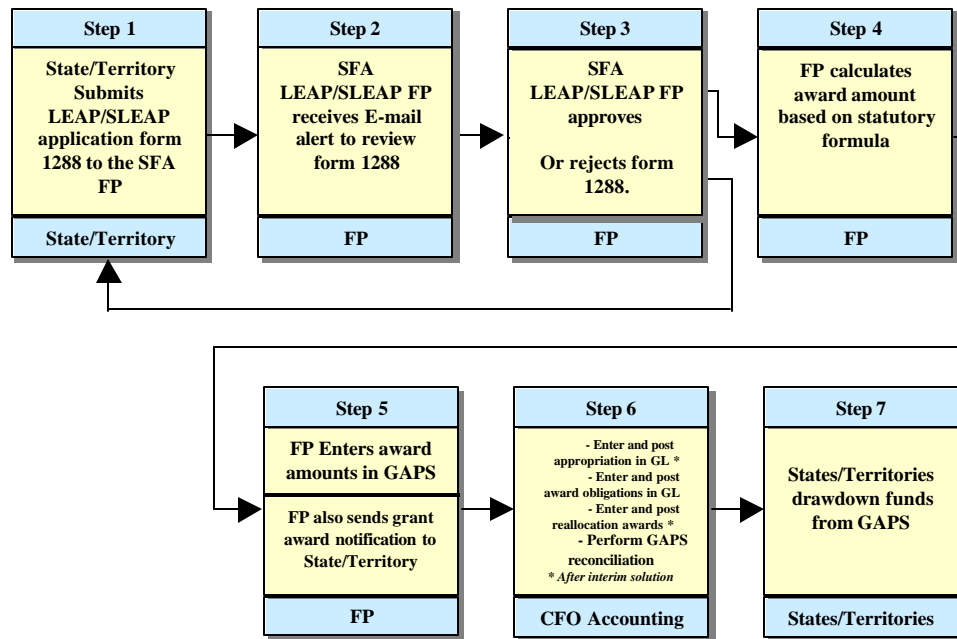 Step 1
State/Territory
Submits
LEAP/SLEAP
application form
1288 to the SFA
FP
State/Territory
Step 2
SFA
LEAP/SLEAP FP
receives E-mail
alert to review
form 1288
FP
Step 3
SFA
LEAP/SLEAP FP
approves
Or rejects form
1288.
FP
Step 4
FP calculates
award amount
based on statutory
formula
FP
Step 5
FP Enters award
amounts in GAPS
FP also sends grant
award notification to
State/Territory
FP
Step 6
- Enter and post
appropriation in GL *
- Enter and post
award obligations in GL
- Enter and post
reallocation awards *
- Perform GAPS
reconciliation
* After interim solution
CFO Accounting
Step 7
States/Territories
drawdown funds
from GAPS
States/Territories